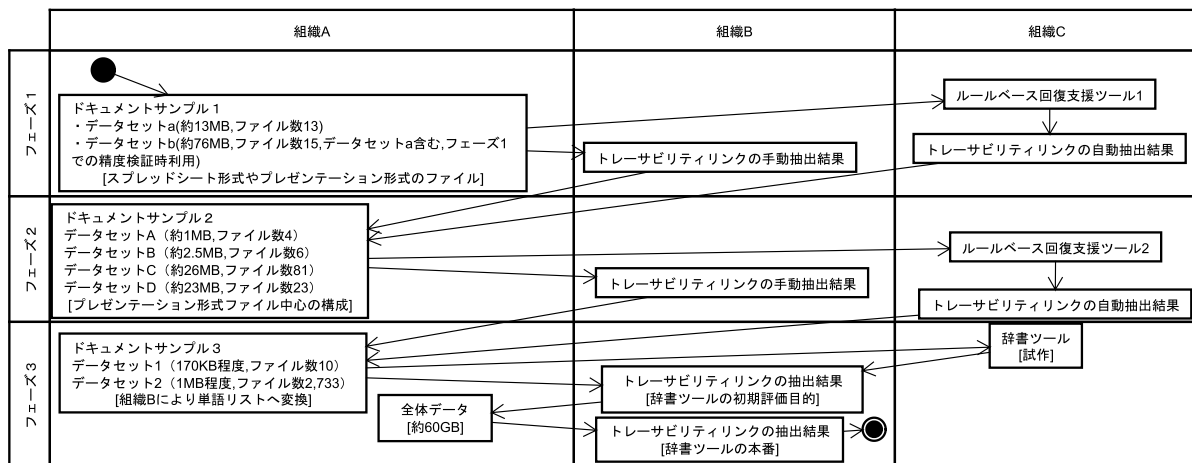 組織A
組織B
組織C
フェーズ1
ドキュメントサンプル1
・データセットa(約13MB,ファイル数13)
・データセットb(約76MB,ファイル数15,データセットa含む,フェーズ1
での精度検証時利用)
[スプレッドシート形式やプレゼンテーション形式のファイル]
トレーサビリティリンクの手動抽出結果
ルールベース回復支援ツール1
トレーサビリティリンクの自動抽出結果
フェーズ2
ドキュメントサンプル2
データセットA(約1MB,ファイル数4)
データセットB(約2.5MB,ファイル数6)
データセットC(約26MB,ファイル数81)
データセットD(約23MB,ファイル数23)
[プレゼンテーション形式ファイル中心の構成]
トレーサビリティリンクの手動抽出結果
ルールベース回復支援ツール2
トレーサビリティリンクの自動抽出結果
フェーズ3
ドキュメントサンプル3
データセット1(170KB程度,ファイル数10)
データセット2(1MB程度,ファイル数2,733)
[組織Bにより単語リストへ変換]
辞書ツール
[試作]
トレーサビリティリンクの抽出結果
[辞書ツールの初期評価目的]
全体データ
[約60GB]
トレーサビリティリンクの抽出結果
[辞書ツールの本番]